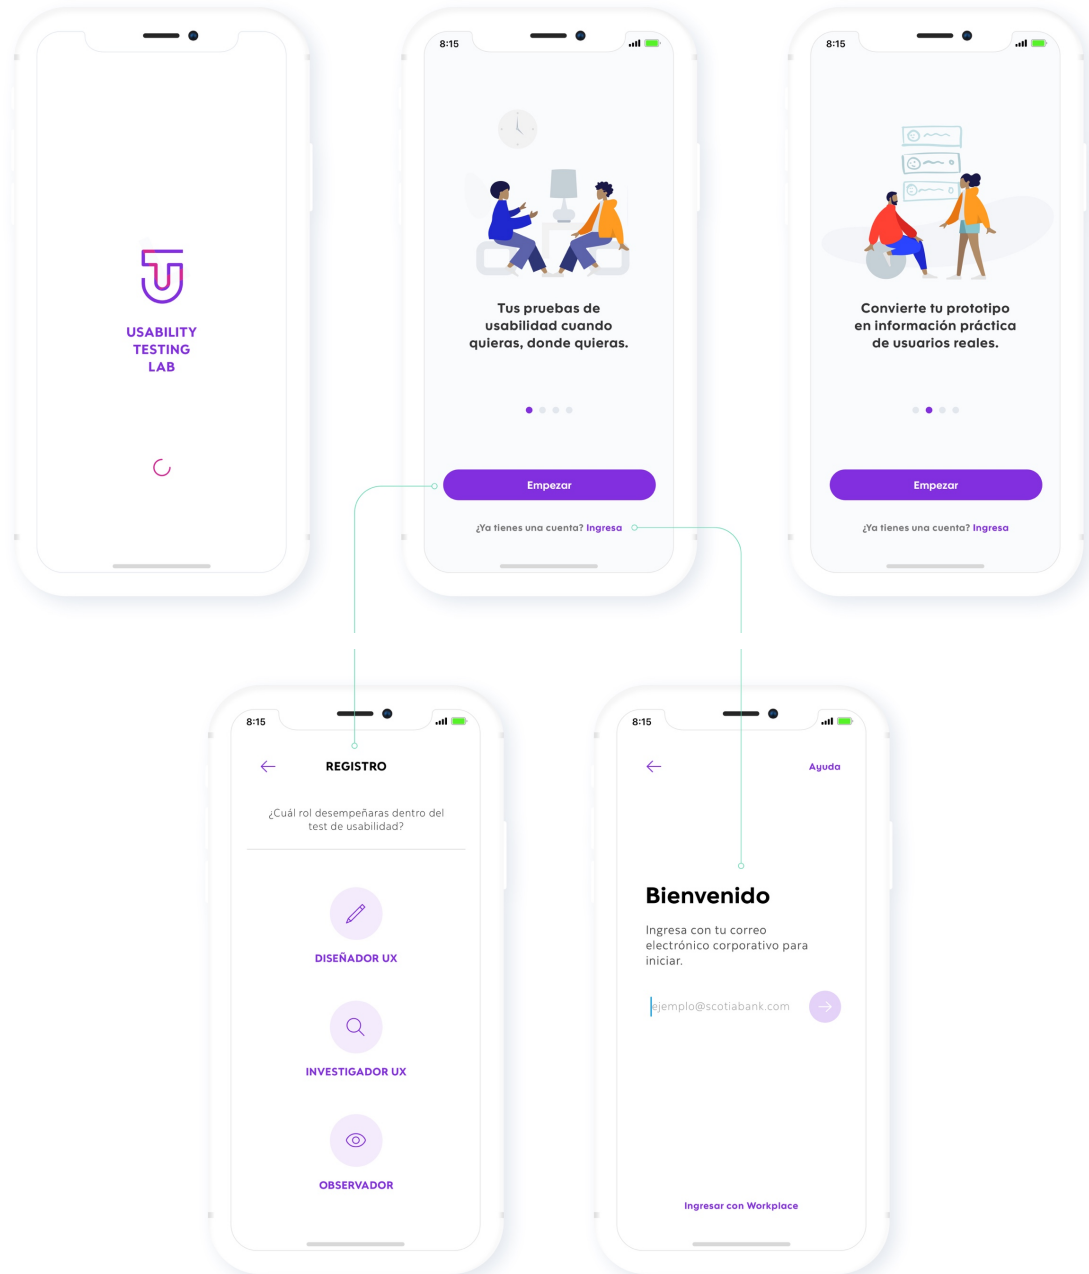 USABILITY
TESTING
LAB
8:15
Tus pruebas de
usabilidad cuando
quieras, donde quieras.
Empezar
¿Ya tienes una cuenta? Ingresa
8:15
Convierte tu prototipo
en información práctica
de usuarios reales.
Empezar
¿Ya tienes una cuenta? Ingresa
8:15
REGISTRO
¿Cuál rol desempeñaras dentro del
test de usabilidad?
DISEÑADOR UX
INVESTIGADOR UX
OBSERVADOR
8:15
Ayuda
Bienvenido
Ingresa con tu correo
electrónico corporativo para
iniciar.
ejemplo@scotiabank.com
Ingresar con Workplace